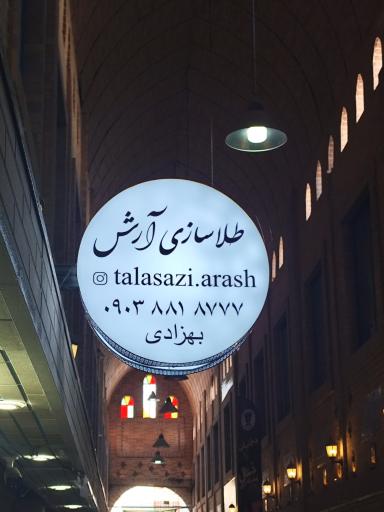 طلاسازی آرش
talasazi.arash
۰۹۰۳ ۸۸۱ ۸۷۷۷
بهزادی